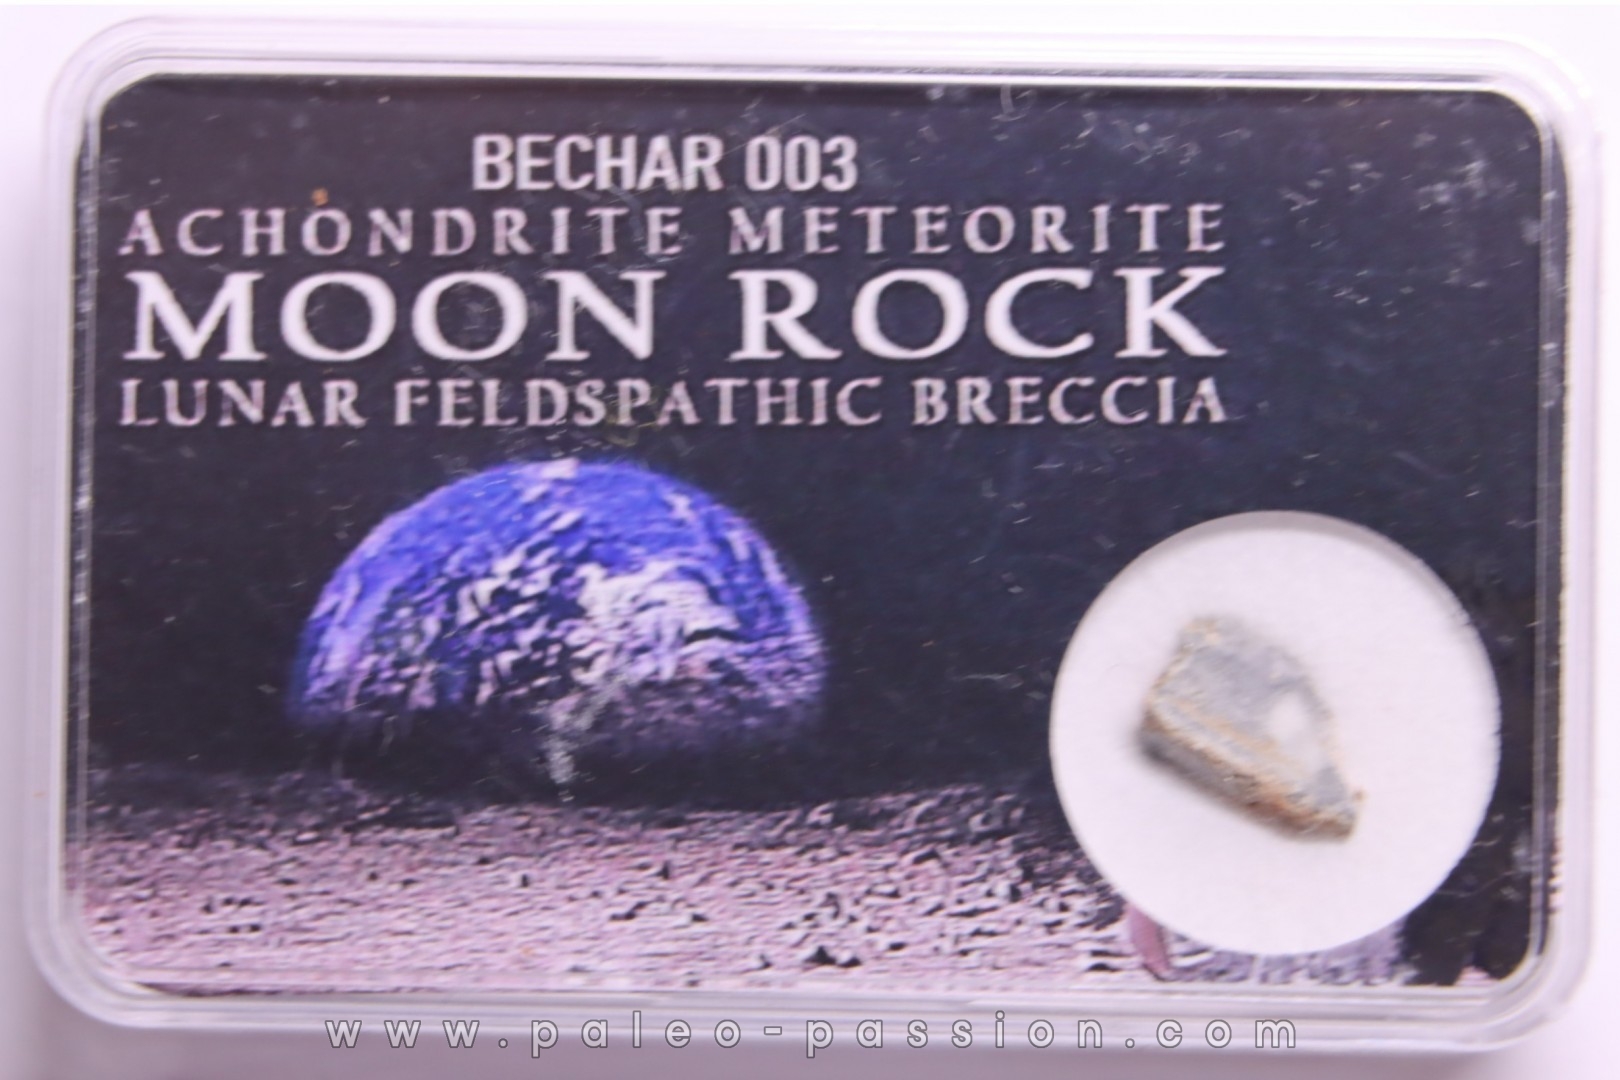 BECHAR 003
ACHONDRITE METEORITE
MOON ROCK
LUNAR FELDSPATHIC BRECCIA
www.paleo-passion.com